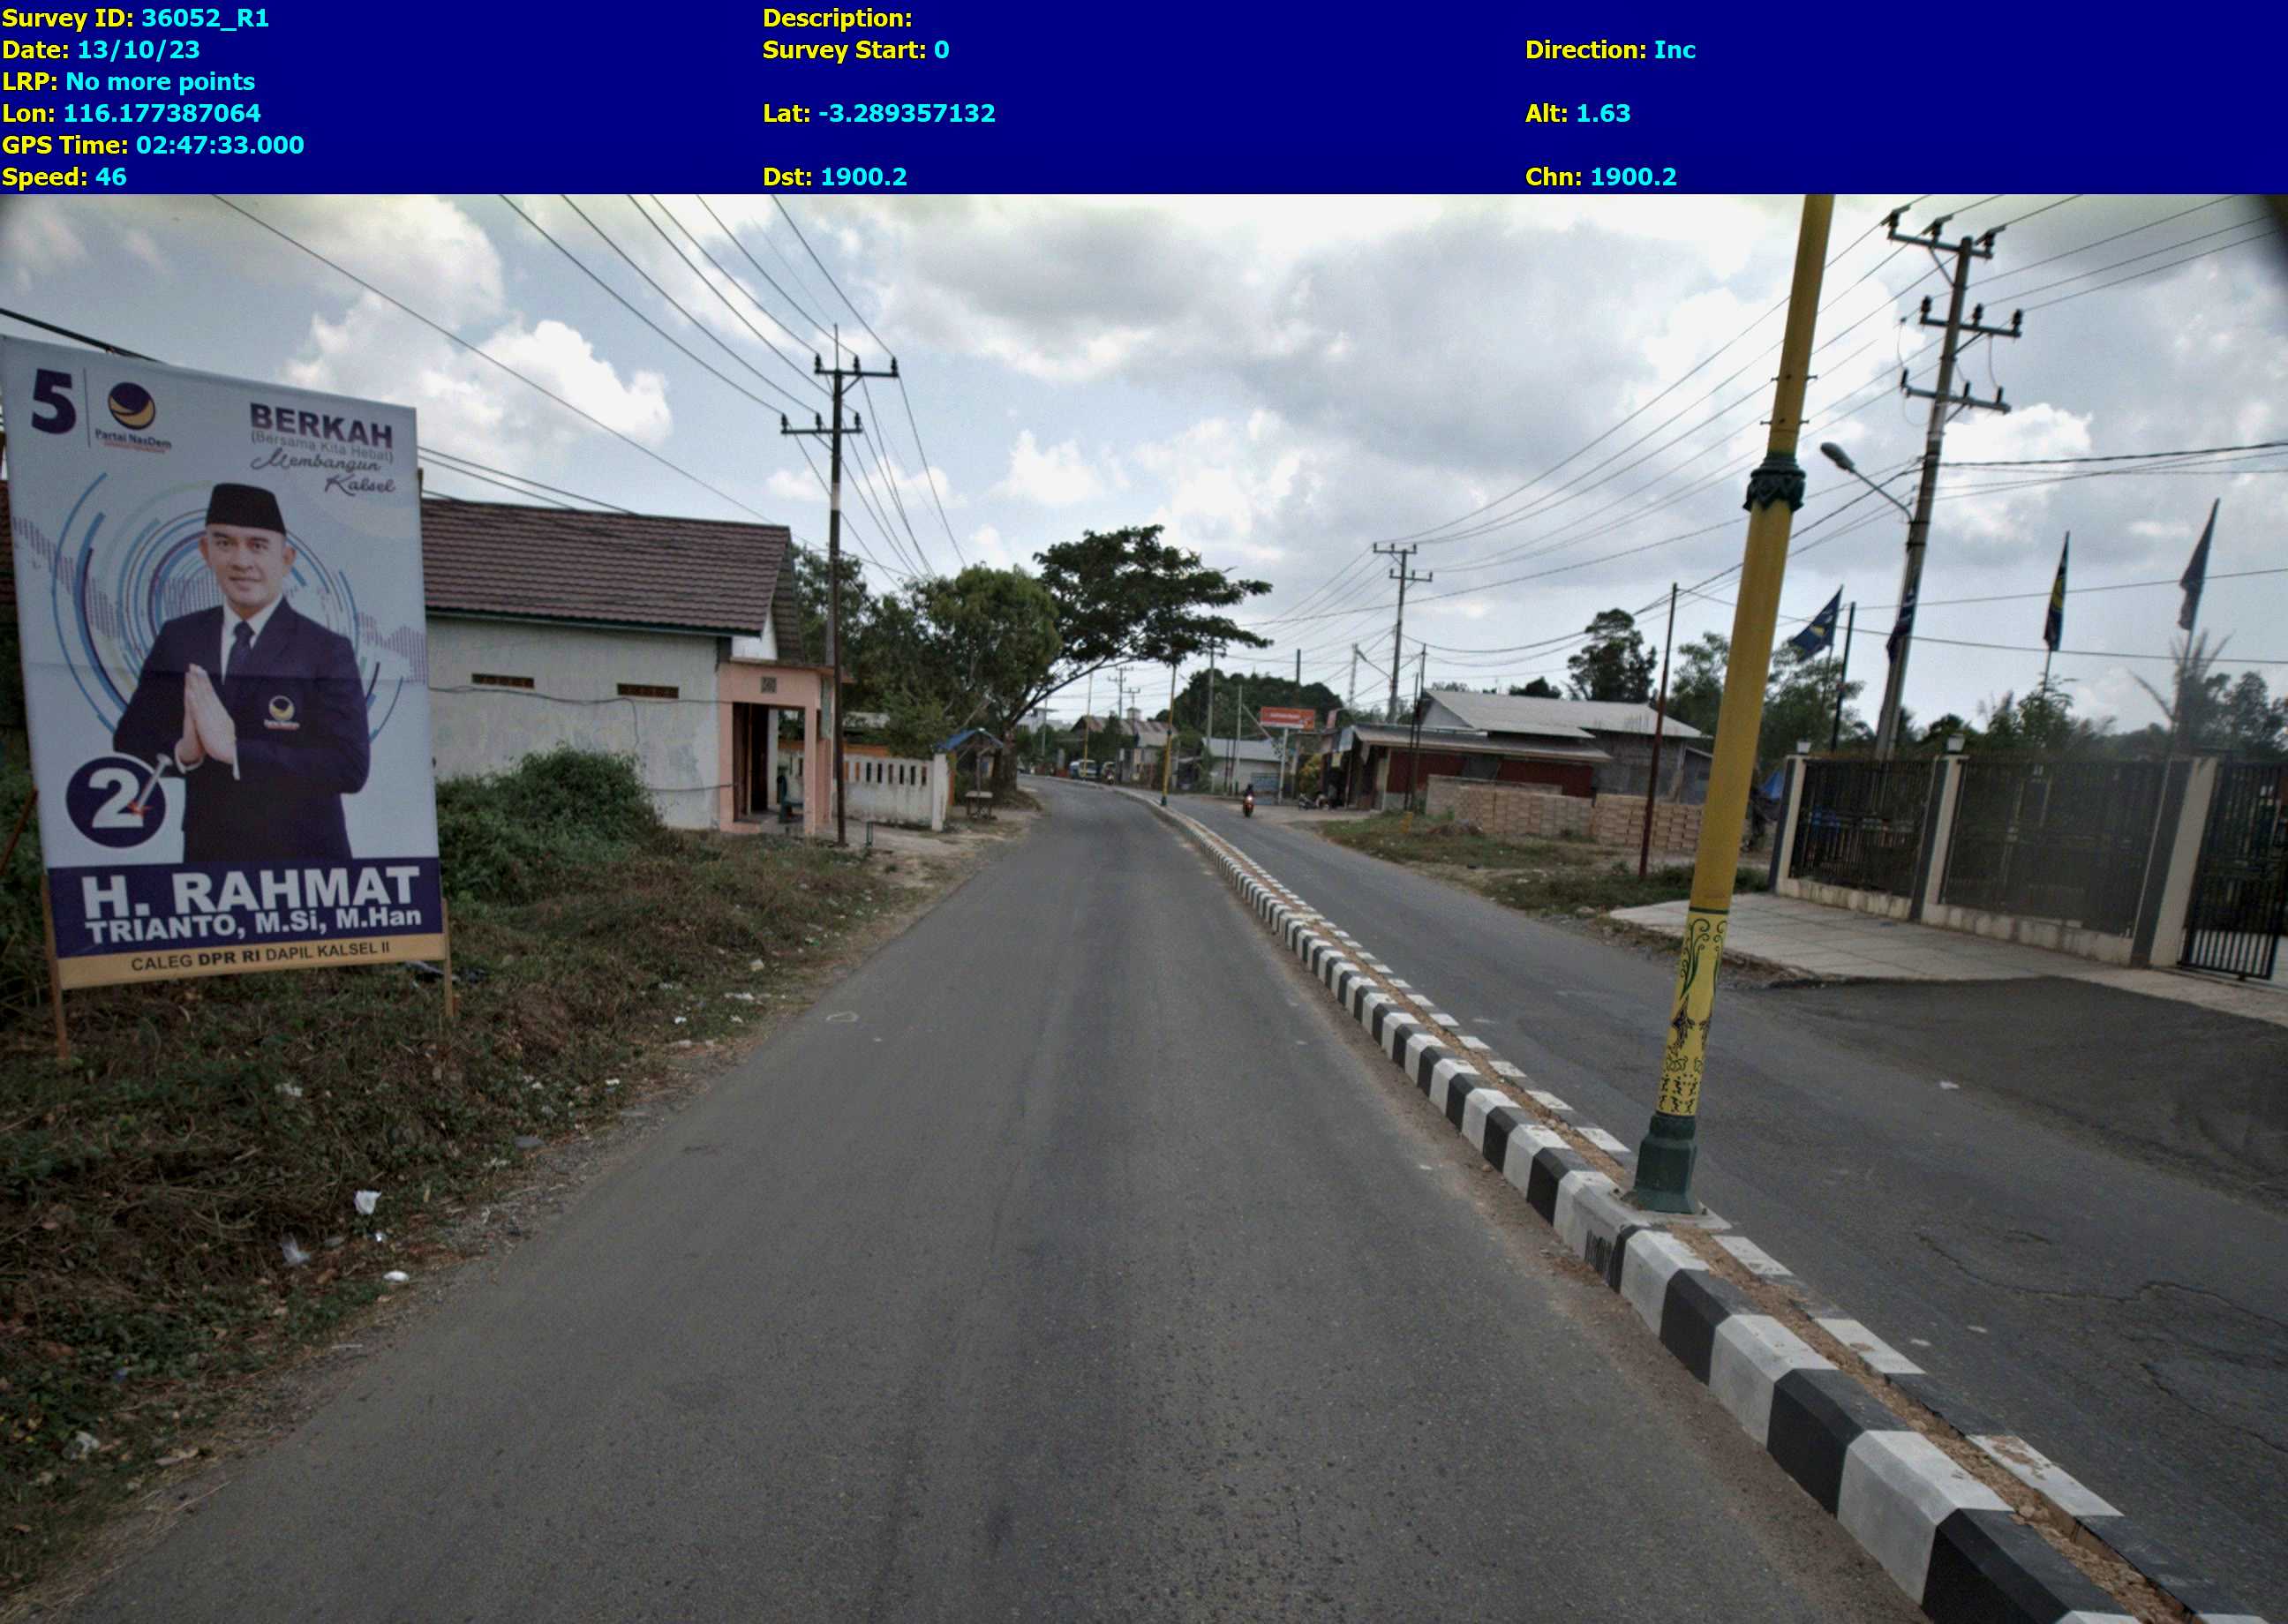 Survey ID: 36052_R1
Description:
Date: 13/10/23
Survey Start: 0
Direction: Inc
LRP: No more points
Lon: 116.177387064
Lat: -3.289357132
Alt: 1.63
GPS Time: 02:47:33.000
Speed: 46
Dst: 1900.2
Chn: 1900.2
5
Partai NasDem
BERKAH
(Bersama Kita Hebat)
Membangun
Kalsel
2
H. RAHMAT
TRIANTO, M.Si, M.Han
CALEG DPR RI DAPIL KALSEL II